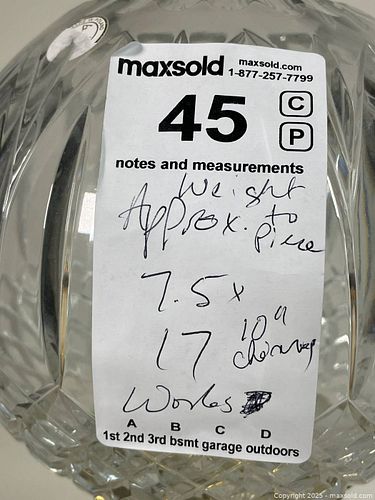 maxsold maxsold.com
1-877-257-7799
45 C
P
notes and measurements
Weight
Approx. to
piece
7.5 x
17 10"
Works
A B C D
1st 2nd 3rd bsmt garage outdoors
Copyright 2025 - maxsold.com